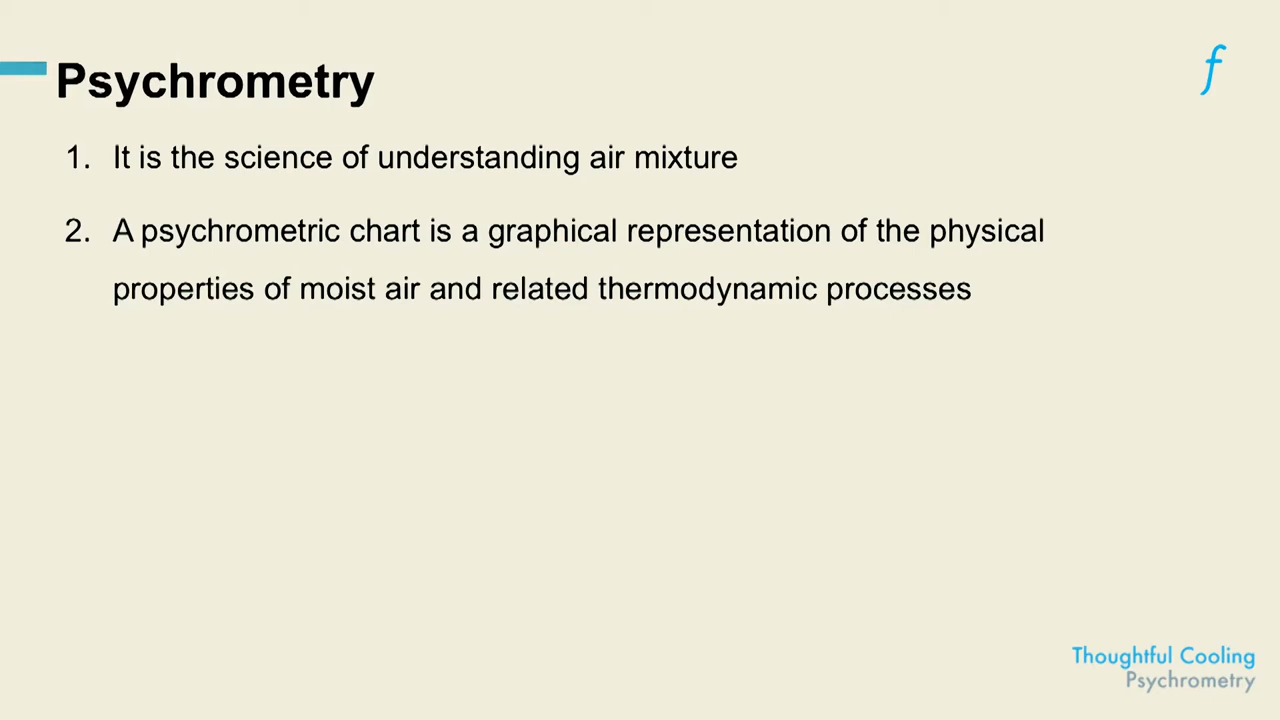 Psychrometry
f
1. It is the science of understanding air mixture
2. A psychrometric chart is a graphical representation of the physical
properties of moist air and related thermodynamic processes
Thoughtful Cooling
Psychrometry